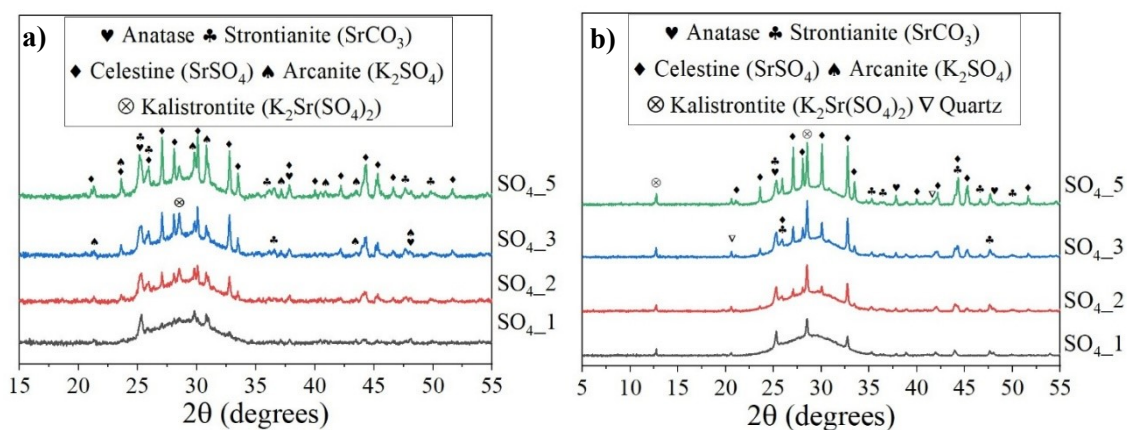 a)
♥ Anatase ♣ Strontianite (SrCO₃)
♦ Celestine (SrSO₄) ♠ Arcanite (K₂SO₄)
⊗ Kalistrontite (K₂Sr(SO₄)₂)
SO₄_5
SO₄_3
SO₄_2
SO₄_1
15 20 25 30 35 40 45 50 55
2θ (degrees)
b)
♥ Anatase ♣ Strontianite (SrCO₃)
♦ Celestine (SrSO₄) ♠ Arcanite (K₂SO₄)
⊗ Kalistrontite (K₂Sr(SO₄)₂) ∇ Quartz
SO₄_5
SO₄_3
SO₄_2
SO₄_1
5 10 15 20 25 30 35 40 45 50 55
2θ (degrees)